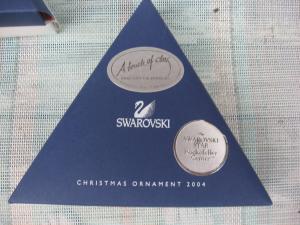 A touch of class
SWAROVSKI
The
SWAROVSKI
STAR
Rockefeller
Center
CHRISTMAS ORNAMENT 2004